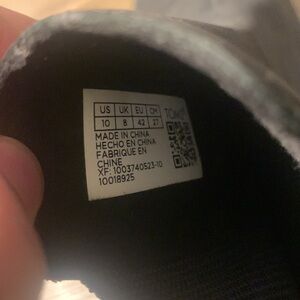 US UK EU CM
10 8 42 27
MADE IN CHINA
HECHO EN CHINA
FABRIQUE EN
CHINE
XF: 1003740523-10
10018925